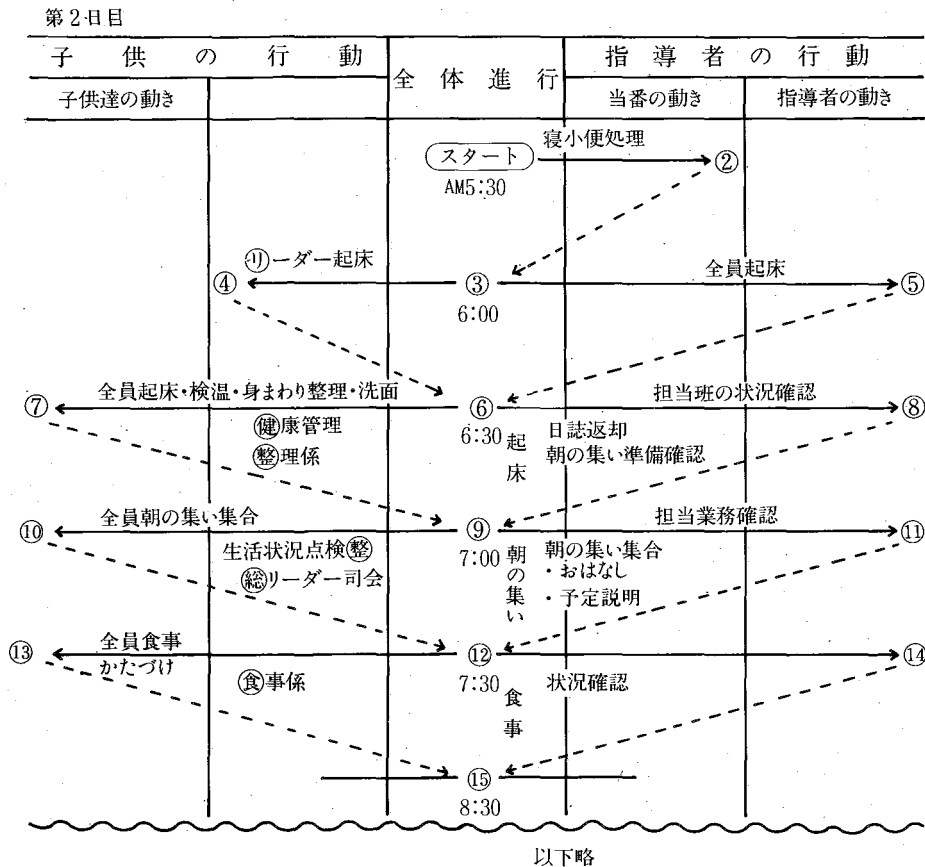 第2日目
子供の行動
全体進行
指導者の行動
子供達の動き
当番の動き
指導者の動き
寝小便処理
スタート
②
AM5:30
リーダー起床
全員起床
④
③
⑤
6:00
全員起床・検温・身まわり整理・洗面
担当班の状況確認
⑦
⑥
⑧
健康管理
6:30
日誌返却
整理係
起床
朝の集い準備確認
全員朝の集い集合
担当業務確認
⑩
⑨
⑪
生活状況点検整
7:00
朝の集い
朝の集い集合
総リーダー司会
・おはなし
・予定説明
全員食事
⑬
⑫
⑭
かたづけ
食事係
7:30
食事
状況確認
⑮
8:30
以下略